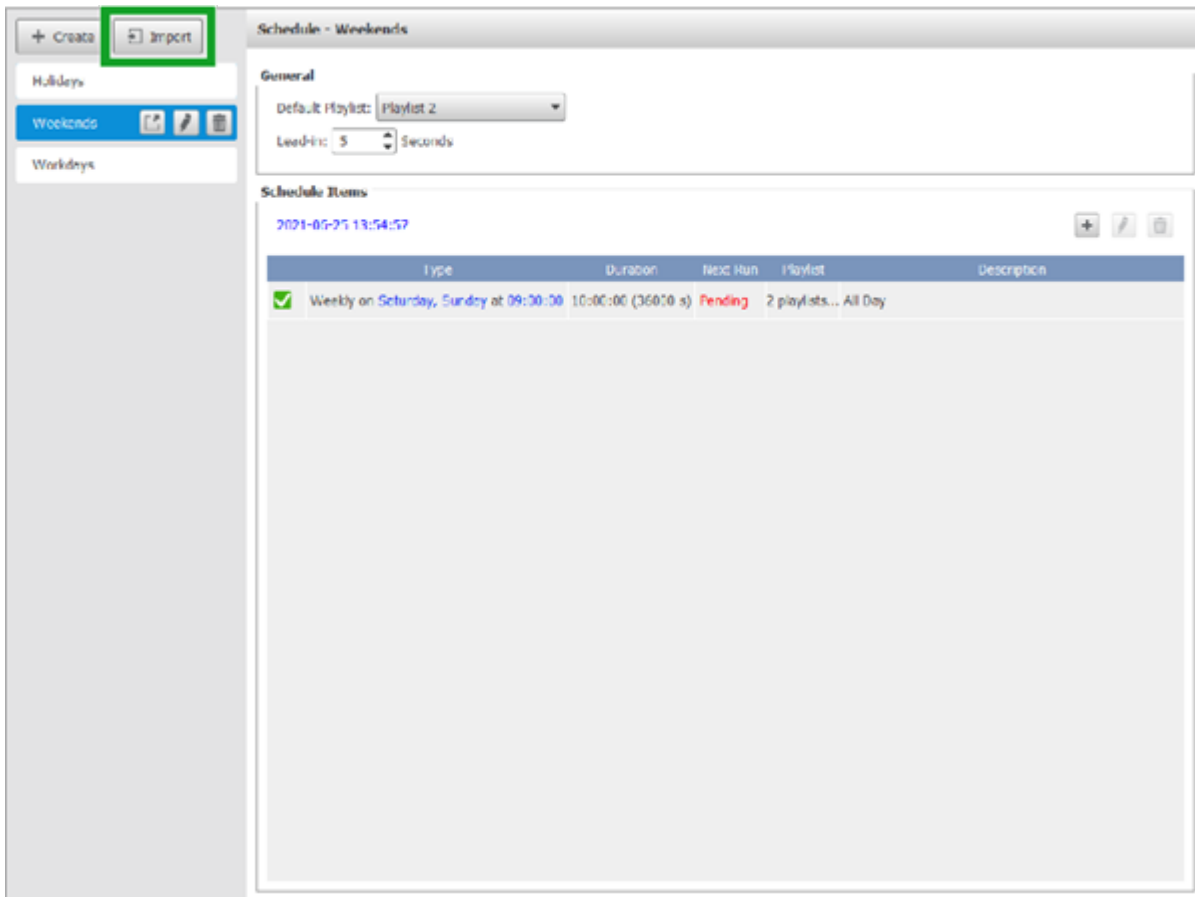 Create
Import
Holidays
Weekends
Workdays
Schedule - Weekends
General
Default Playlist: Playlist 2
Lead-in: 5 Seconds
Schedule Items
2021-06-25 13:54:57
Type Duration Next Run Playlist Description
Weekly on Saturday, Sunday at 09:00:00 10:00:00 (36000 s) Pending 2 playlists... All Day